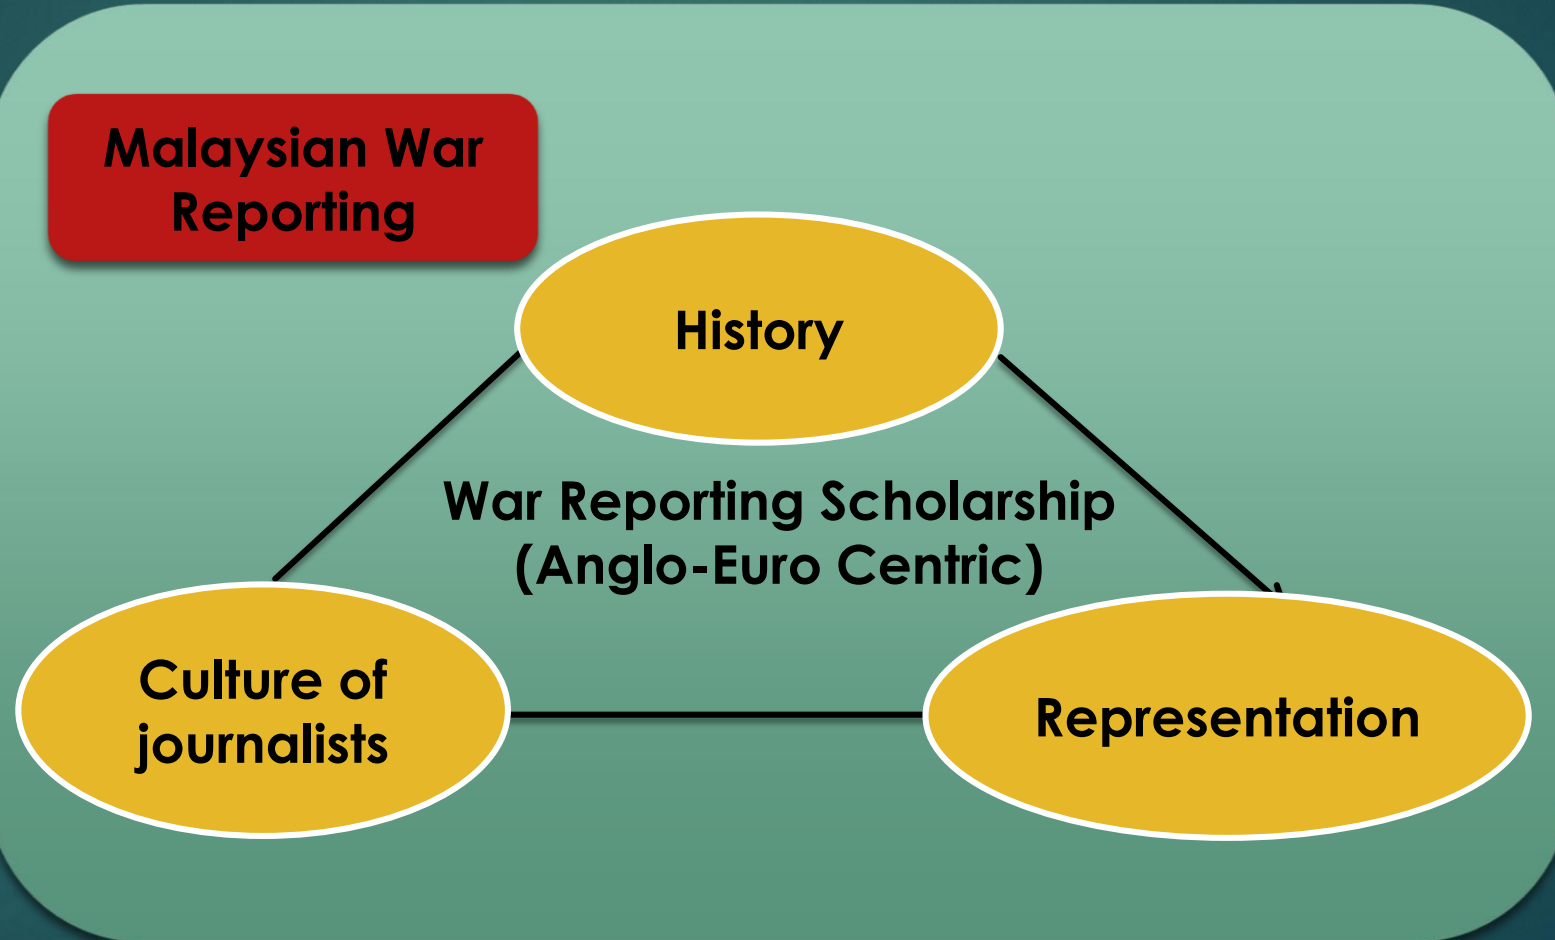 Malaysian War
Reporting
History
War Reporting Scholarship
(Anglo-Euro Centric)
Culture of
journalists
Representation